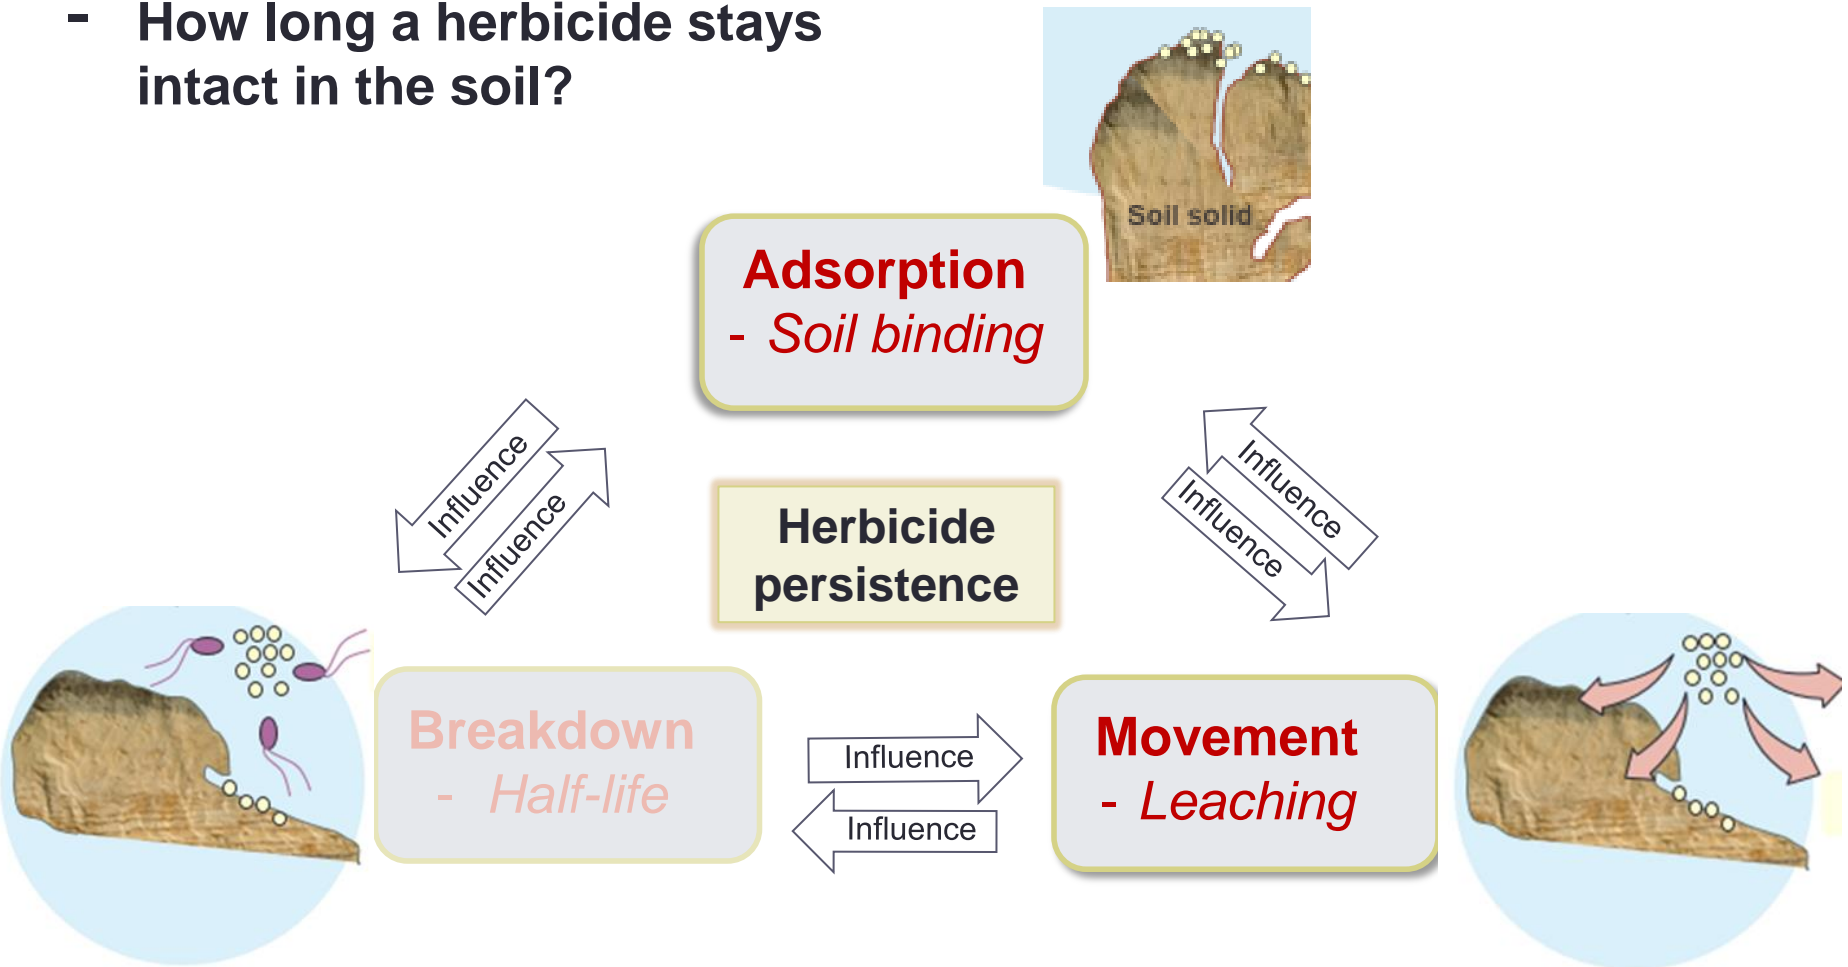 - How long a herbicide stays
intact in the soil?
Soil solid
Adsorption
- Soil binding
Influence
Influence
Influence
Influence
Herbicide
persistence
Breakdown
- Half-life
Influence
Influence
Movement
- Leaching